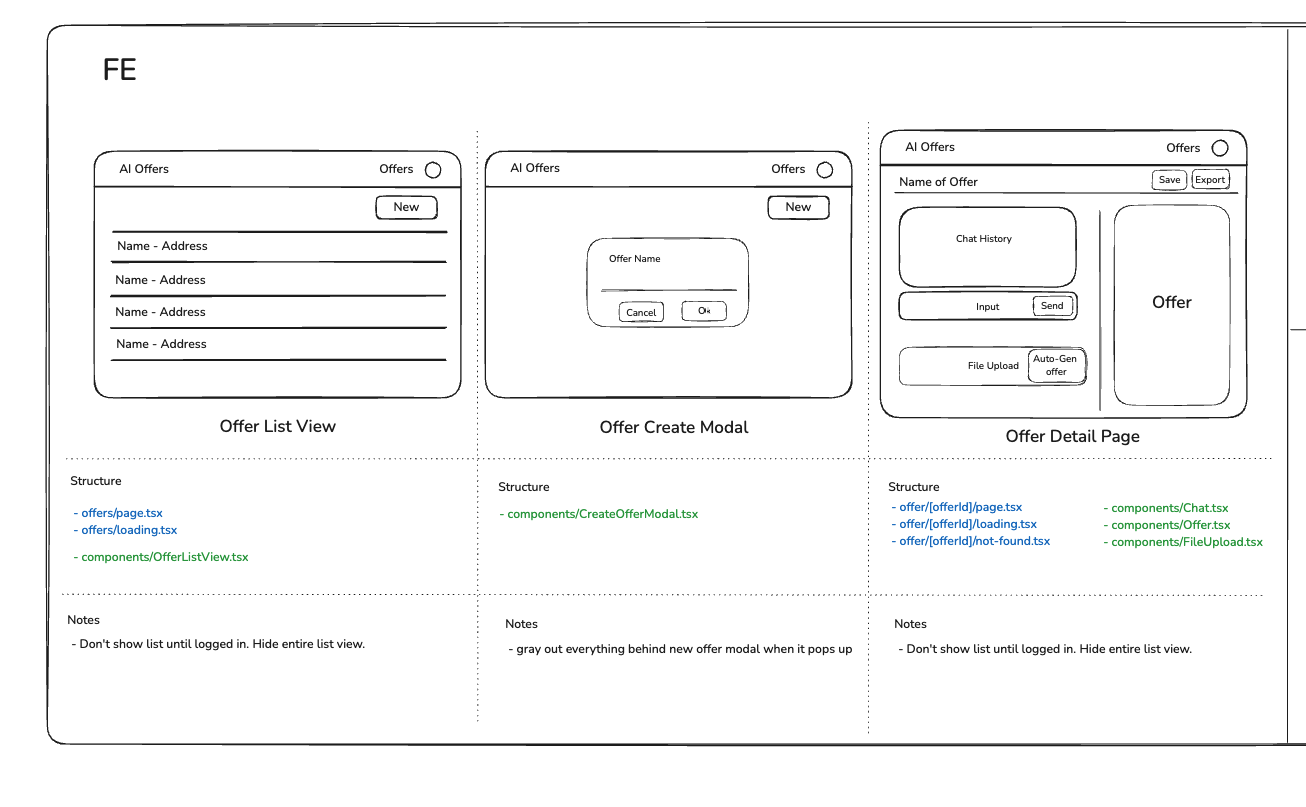 FE
AI Offers
Offers
New
Name - Address
Name - Address
Name - Address
Name - Address
Offer List View
AI Offers
Offers
New
Offer Name
Cancel
Ok
Offer Create Modal
AI Offers
Offers
Name of Offer
Save
Export
Chat History
Input
Send
File Upload
Auto-Gen
offer
Offer
Offer Detail Page
Structure
- offers/page.tsx
- offers/loading.tsx
- components/OfferListView.tsx
Structure
- components/CreateOfferModal.tsx
Structure
- offer/[offerId]/page.tsx
- offer/[offerId]/loading.tsx
- offer/[offerId]/not-found.tsx
- components/Chat.tsx
- components/Offer.tsx
- components/FileUpload.tsx
Notes
- Don't show list until logged in. Hide entire list view.
Notes
- gray out everything behind new offer modal when it pops up
Notes
- Don't show list until logged in. Hide entire list view.